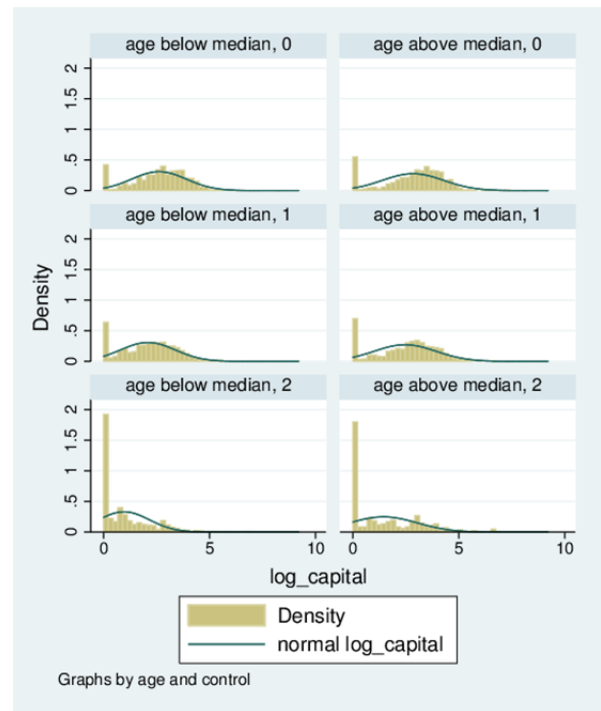 age below median, 0
age above median, 0
2
1.5
1
.5
0
age below median, 1
age above median, 1
2
1.5
1
.5
0
Density
age below median, 2
age above median, 2
2
1.5
1
.5
0
0 5 10 0 5 10
log_capital
Density
normal log_capital
Graphs by age and control